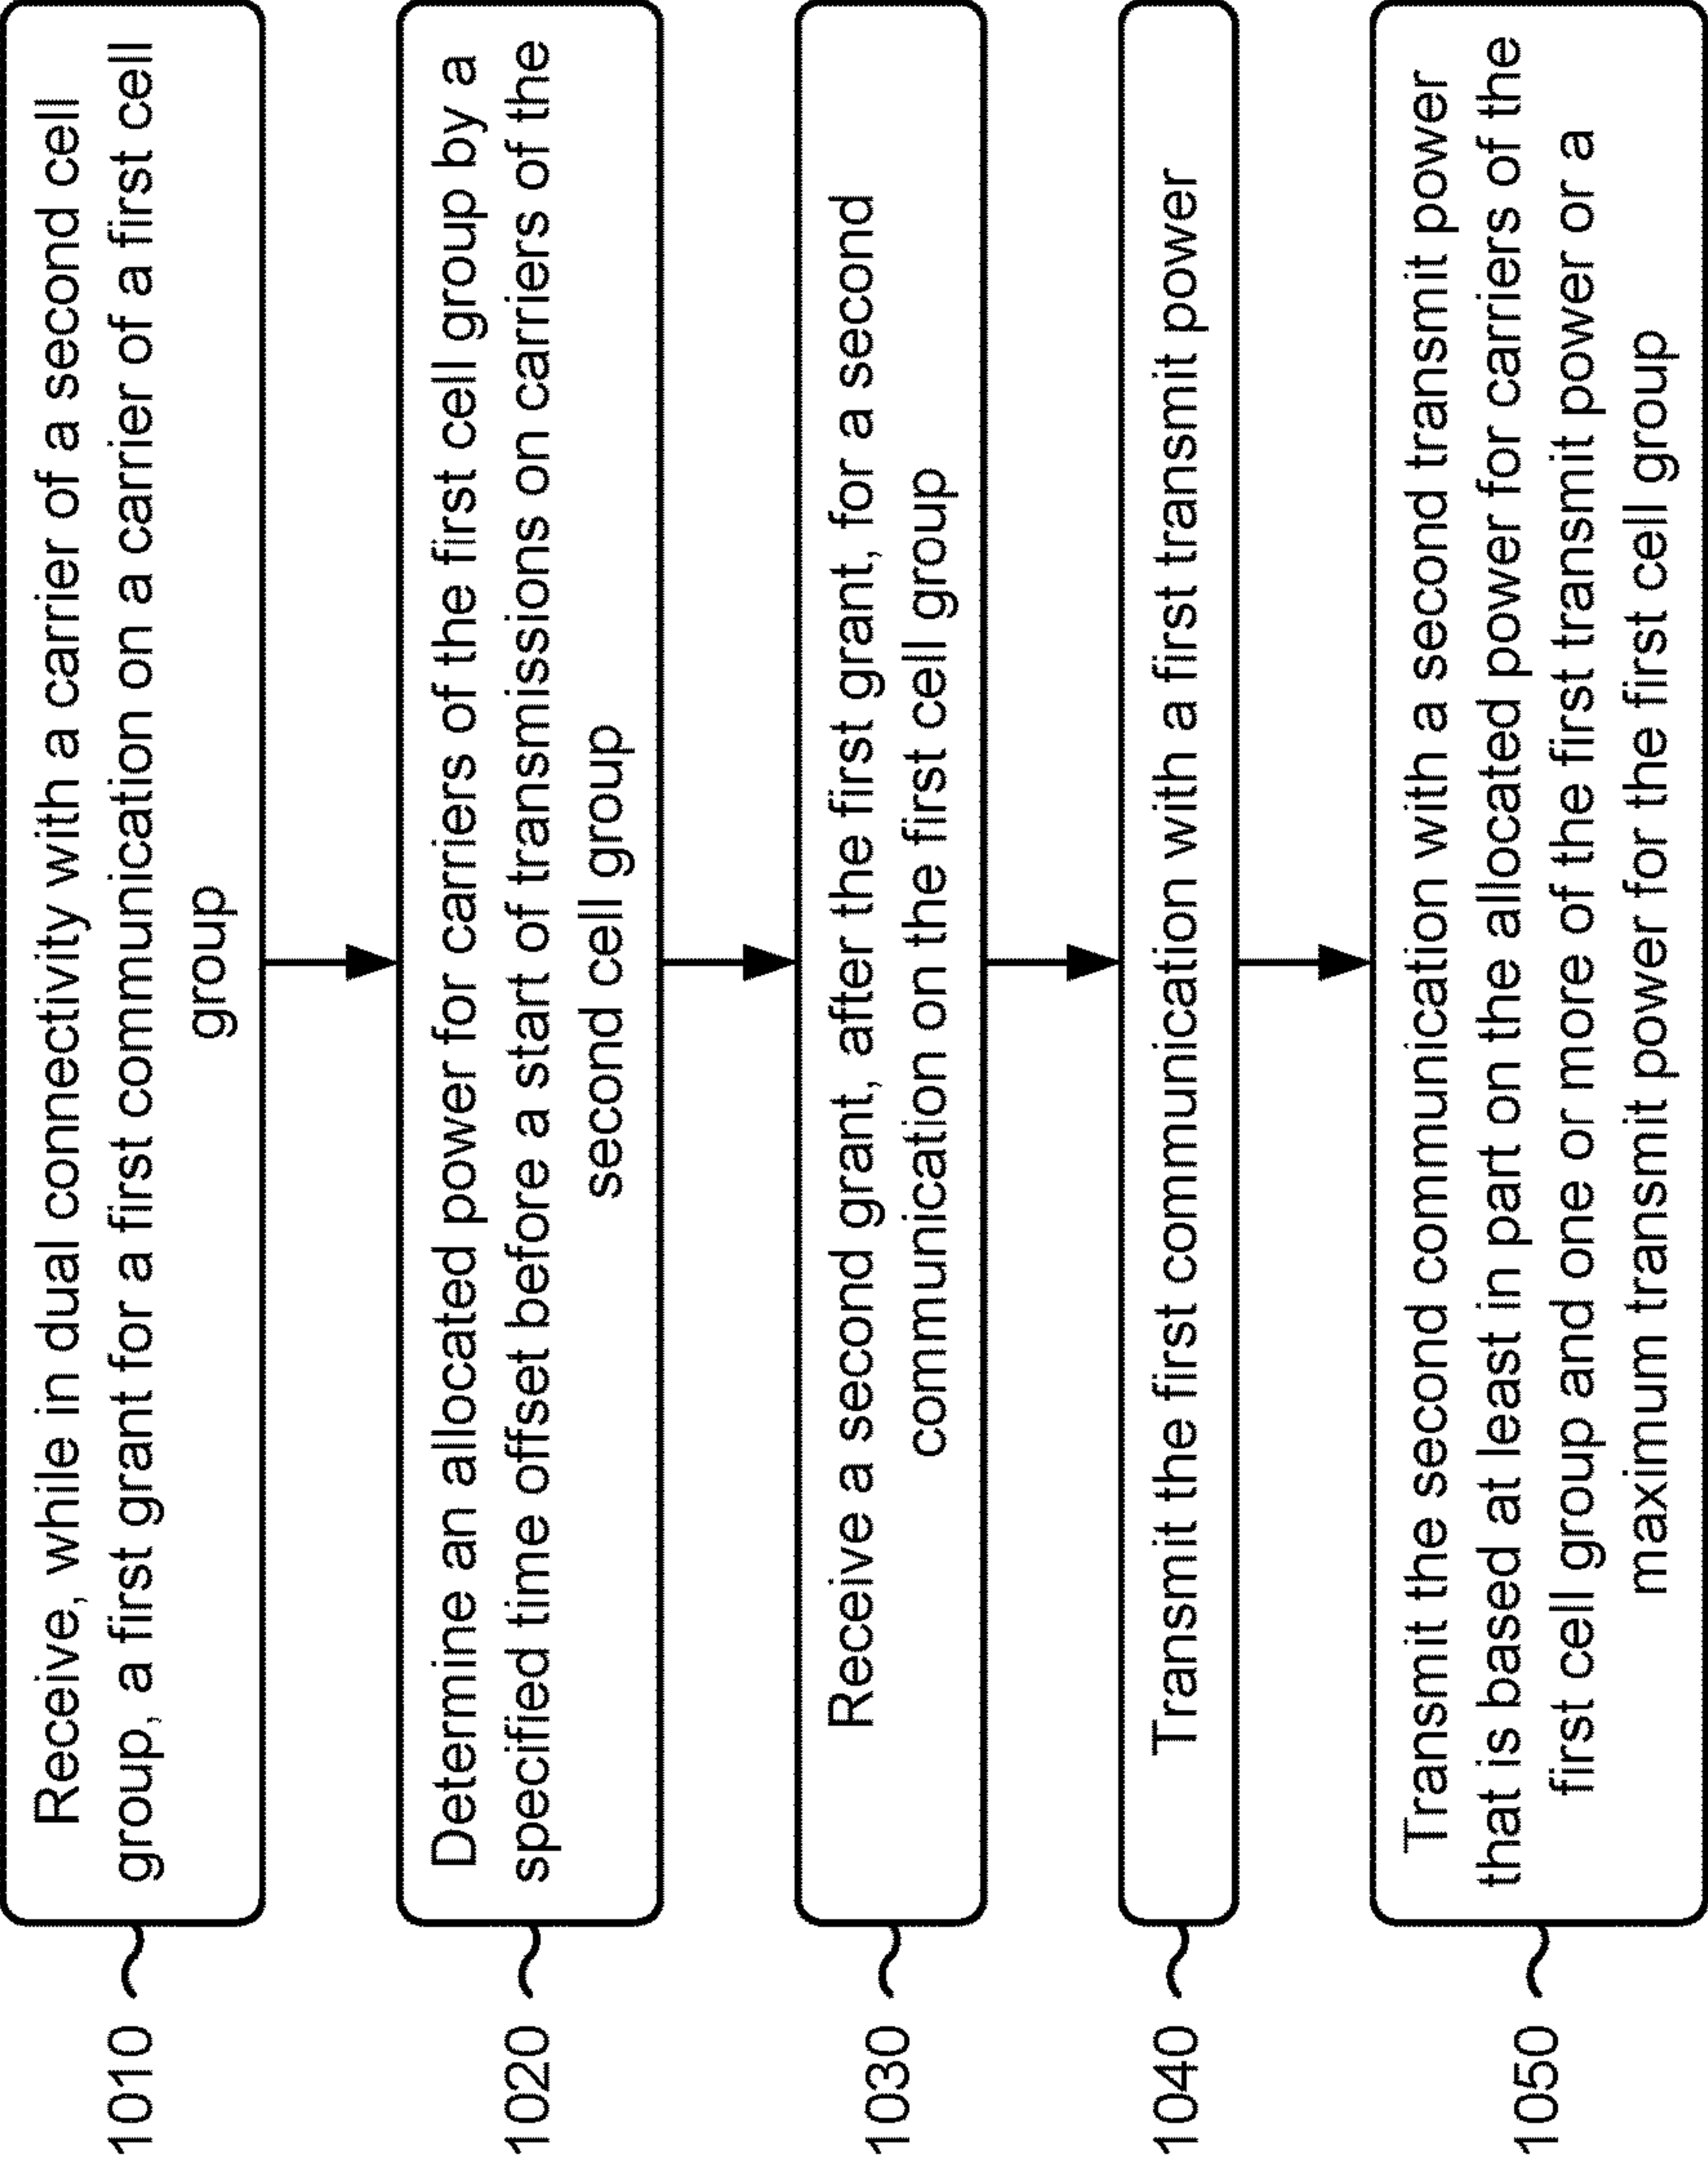 1010
Receive, while in dual connectivity with a carrier of a second cell
group, a first grant for a first communication on a carrier of a first cell
group
1020
Determine an allocated power for carriers of the first cell group by a
specified time offset before a start of transmissions on carriers of the
second cell group
1030
Receive a second grant, after the first grant, for a second
communication on the first cell group
1040
Transmit the first communication with a first transmit power
1050
Transmit the second communication with a second transmit power
that is based at least in part on the allocated power for carriers of the
first cell group and one or more of the first transmit power or a
maximum transmit power for the first cell group